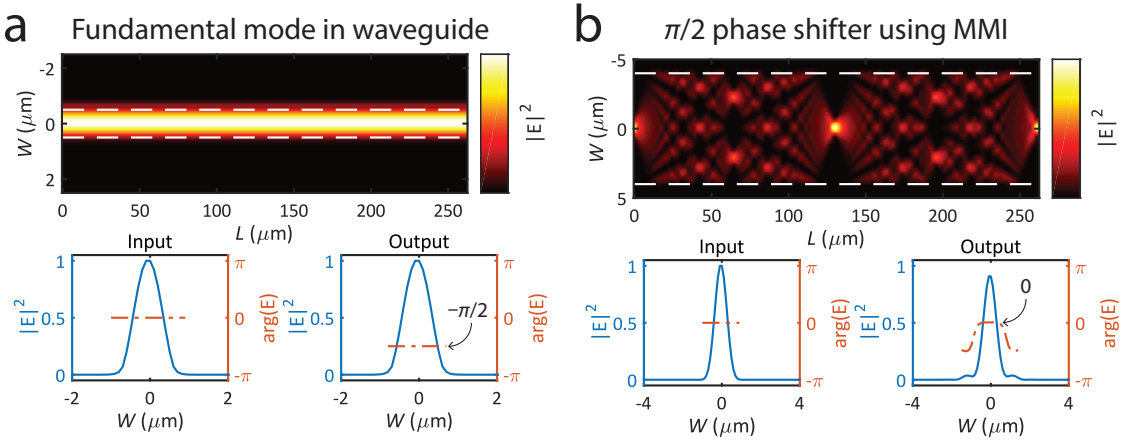 a Fundamental mode in waveguide
-2
0
2
W (μm)
0 50 100 150 200 250
L (μm)
|E|²
Input
1
0.5
0
|E|²
π
0
-π
arg(E)
-2 0 2
W (μm)
Output
1
0.5
0
|E|²
−π/2
π
0
-π
arg(E)
-2 0 2
W (μm)
b π/2 phase shifter using MMI
-5
0
5
W (μm)
0 50 100 150 200 250
L (μm)
|E|²
Input
1
0.5
0
|E|²
π
0
-π
arg(E)
-4 0 4
W (μm)
Output
1
0.5
0
|E|²
0
π
0
-π
arg(E)
-4 0 4
W (μm)